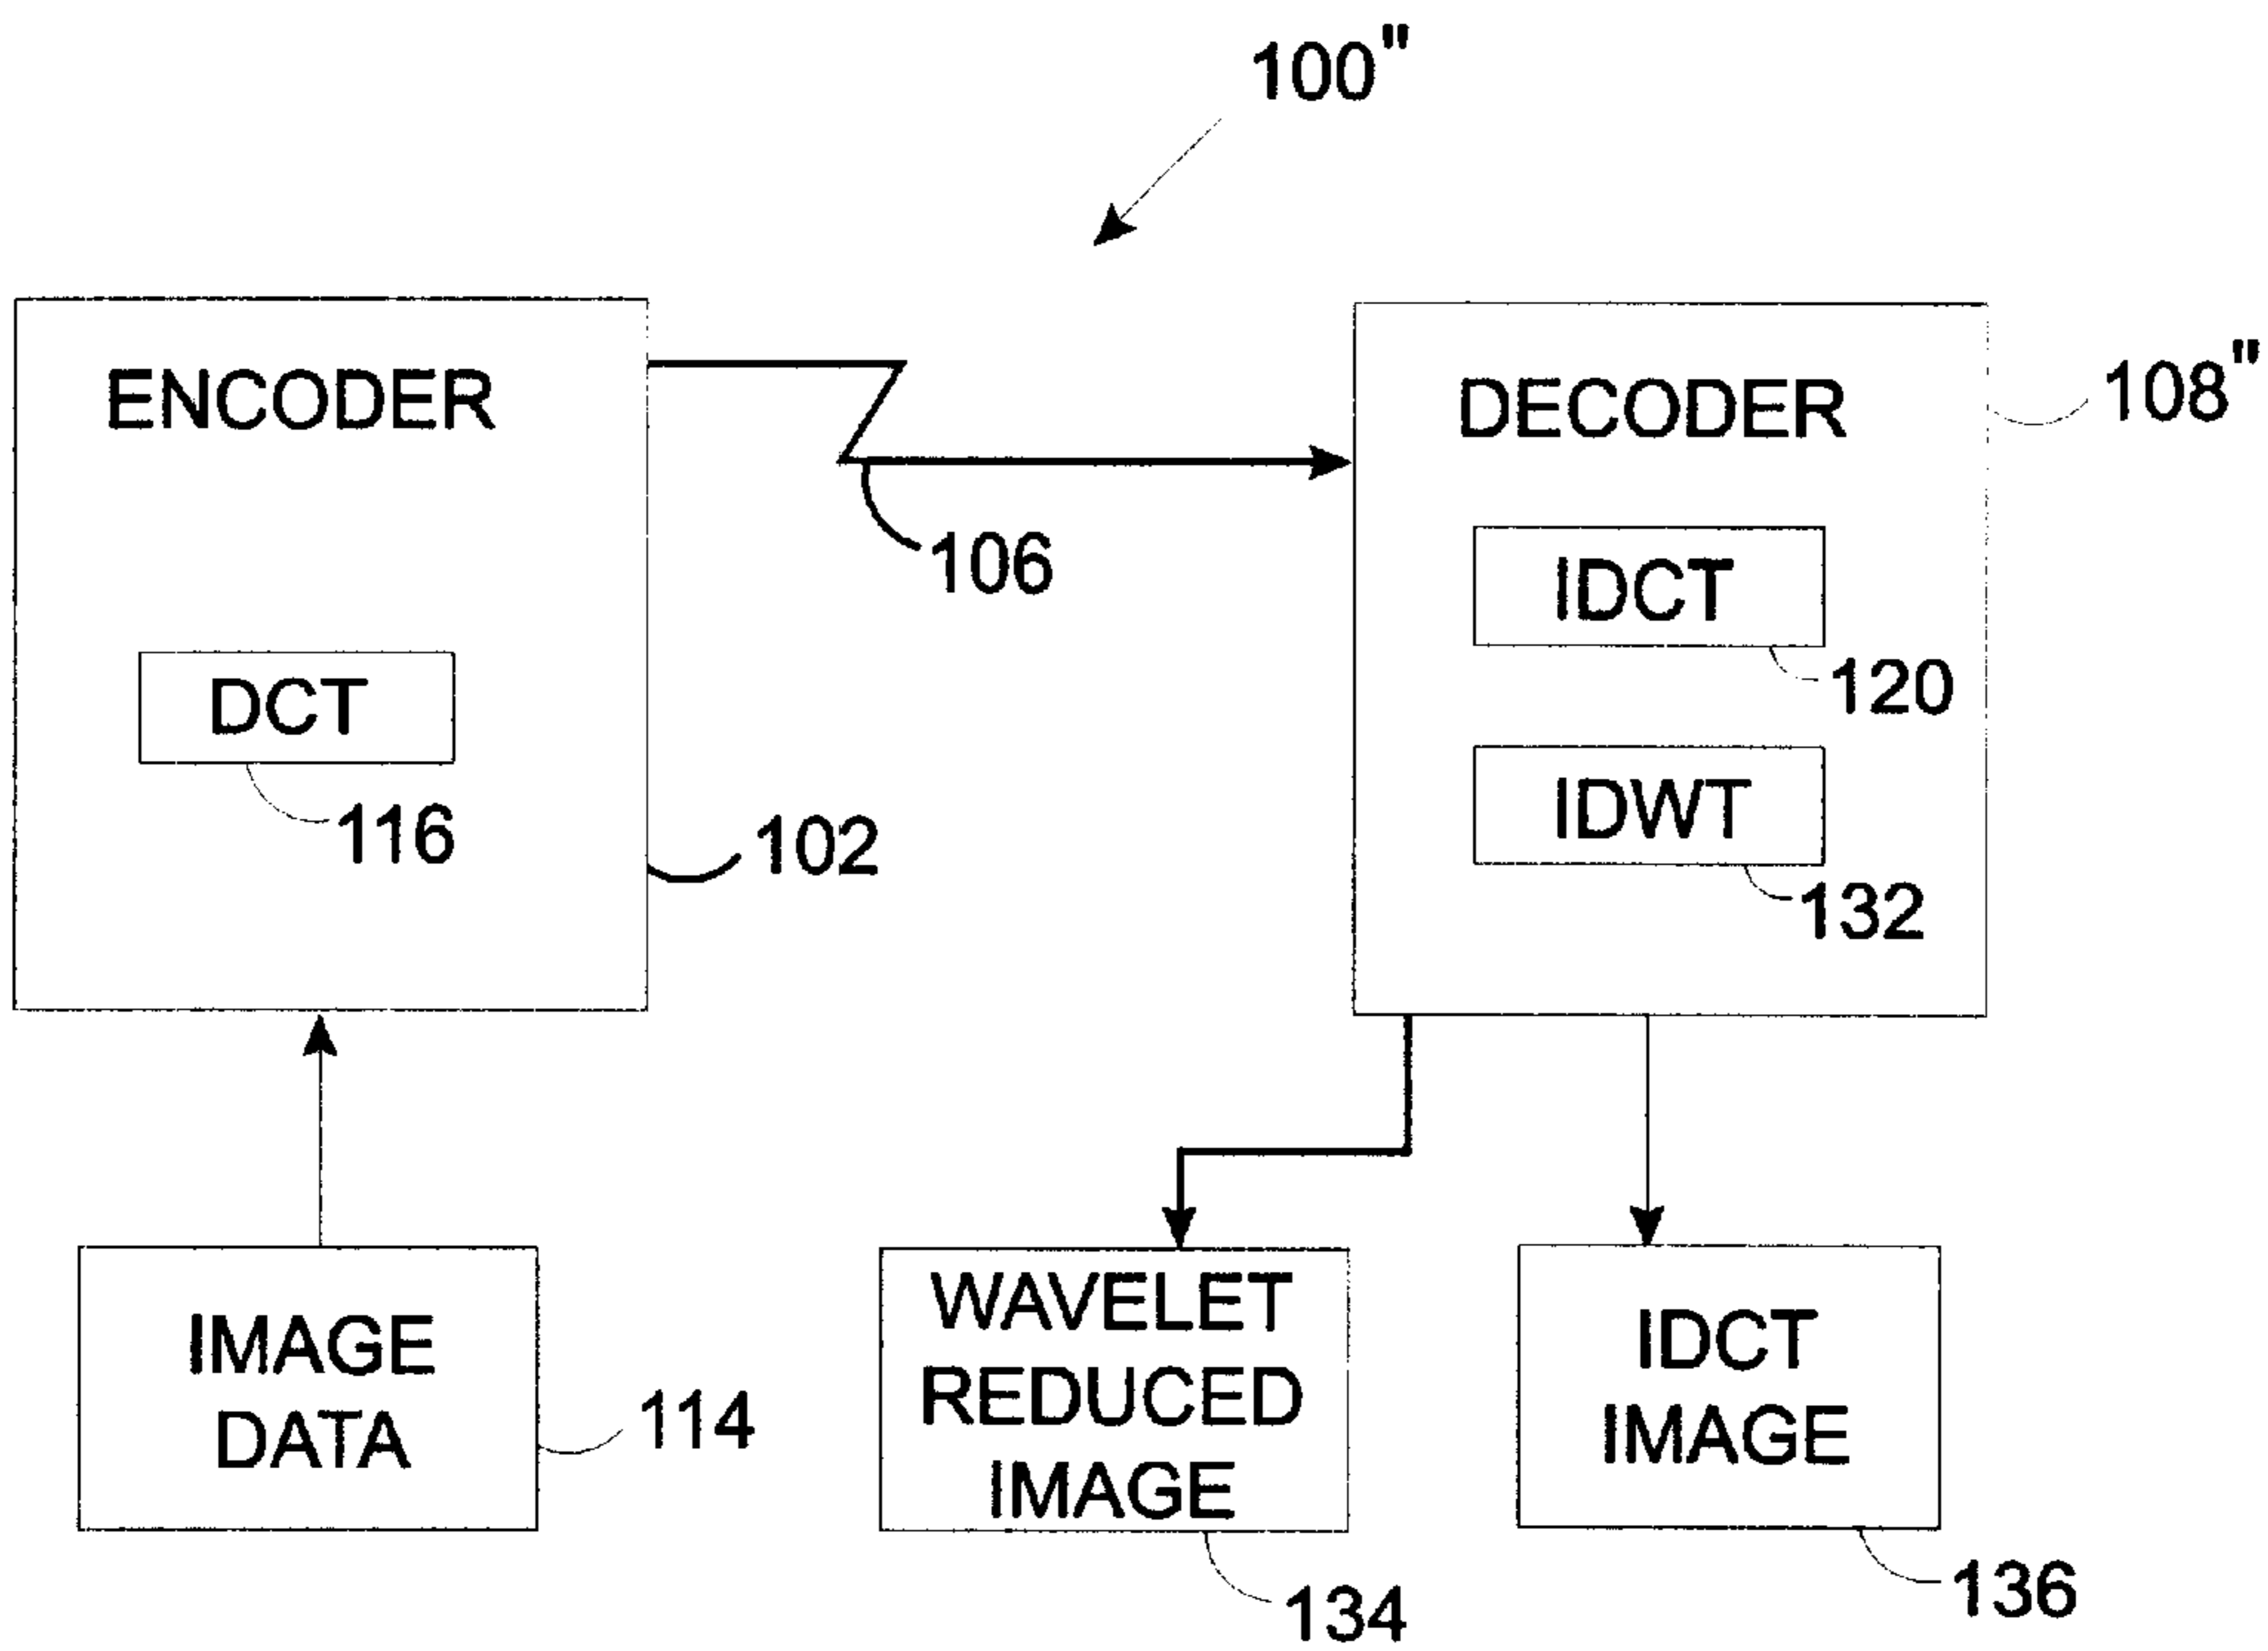 100"
ENCODER
DECODER
108"
106
IDCT
120
DCT
116
102
IDWT
132
IMAGE
DATA
114
WAVELET
REDUCED
IMAGE
134
IDCT
IMAGE
136